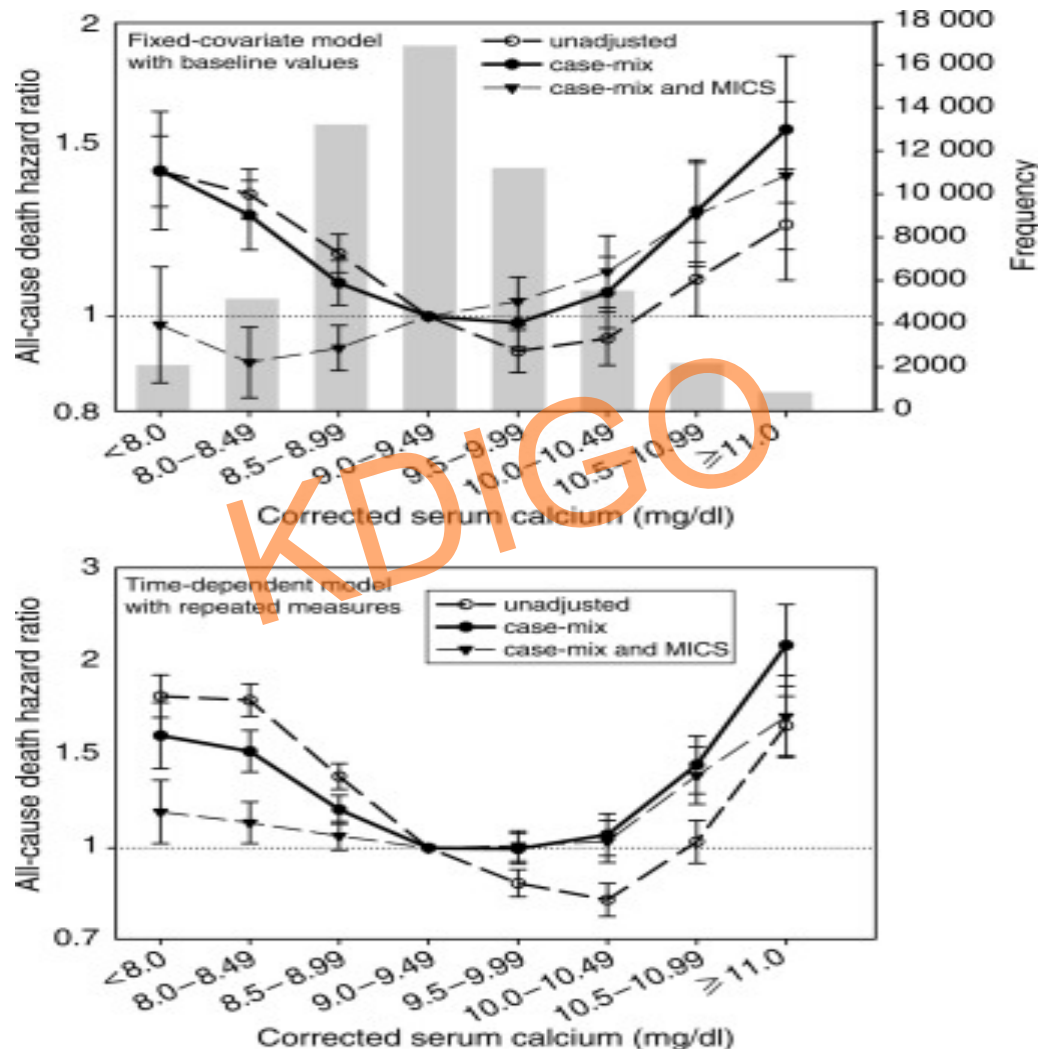 2
1.5
1
0.8
All-cause death hazard ratio
Fixed-covariate model
with baseline values
unadjusted
case-mix
case-mix and MICS
18 000
16 000
14 000
12 000
10 000
8000
6000
4000
2000
0
Frequency
<8.0
8.0–8.49
8.5–8.99
9.0–9.49
9.5–9.99
10.0–10.49
10.5–10.99
⩾11.0
Corrected serum calcium (mg/dl)
KDIGO
3
2
1.5
1
0.7
All-cause death hazard ratio
Time-dependent model
with repeated measures
unadjusted
case-mix
case-mix and MICS
<8.0
8.0–8.49
8.5–8.99
9.0–9.49
9.5–9.99
10.0–10.49
10.5–10.99
⩾11.0
Corrected serum calcium (mg/dl)